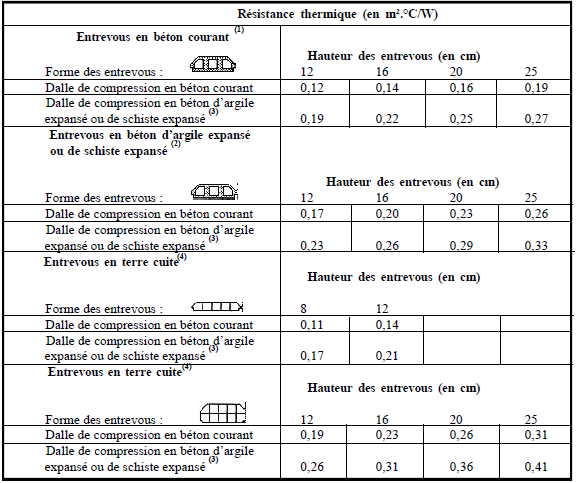 Résistance thermique (en m².°C/W)
Entrevous en béton courant (1)
Hauteur des entrevous (en cm)
Forme des entrevous : 12 16 20 25
Dalle de compression en béton courant 0,12 0,14 0,16 0,19
Dalle de compression en béton d'argile
expansé ou de schiste expansé (3) 0,19 0,22 0,25 0,27
Entrevous en béton d'argile expansé
ou de schiste expansé (2)
Hauteur des entrevous (en cm)
Forme des entrevous : 12 16 20 25
Dalle de compression en béton courant 0,17 0,20 0,23 0,26
Dalle de compression en béton d'argile
expansé ou de schiste expansé (3) 0,23 0,26 0,29 0,33
Entrevous en terre cuite(4)
Hauteur des entrevous (en cm)
Forme des entrevous : 8 12
Dalle de compression en béton courant 0,11 0,14
Dalle de compression en béton d'argile
expansé ou de schiste expansé (3) 0,17 0,21
Entrevous en terre cuite(4)
Hauteur des entrevous (en cm)
Forme des entrevous : 12 16 20 25
Dalle de compression en béton courant 0,19 0,23 0,26 0,31
Dalle de compression en béton d'argile
expansé ou de schiste expansé (3) 0,26 0,31 0,36 0,41